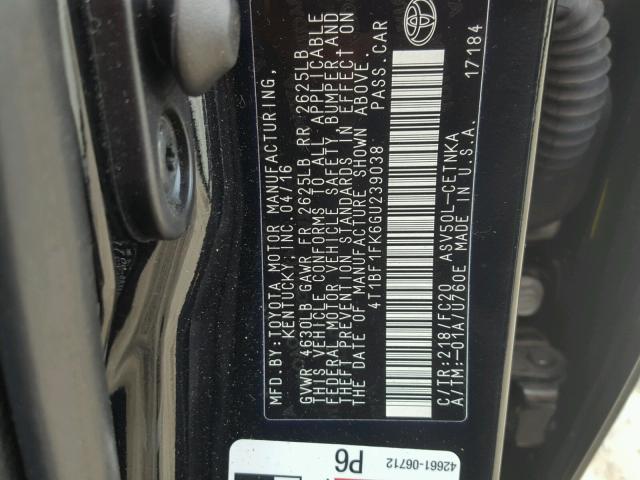 MFD.BY:TOYOTA MOTOR MANUFACTURING,
KENTUCKY,INC. 04/16
GVWR 4630LB GAWR FR 2625LB RR 2625LB
THIS VEHICLE CONFORMS TO ALL APPLICABLE
FEDERAL MOTOR VEHICLE SAFETY, BUMPER AND
THEFT PREVENTION STANDARDS IN EFFECT ON
THE DATE OF MANUFACTURE SHOWN ABOVE.
4T1BF1FK6GU239038 PASS.CAR
C/TR:218/FC20 ASV50L-CETNKA
A/TM:-01A/U760E MADE IN U.S.A. 17184
42661-06712
P6